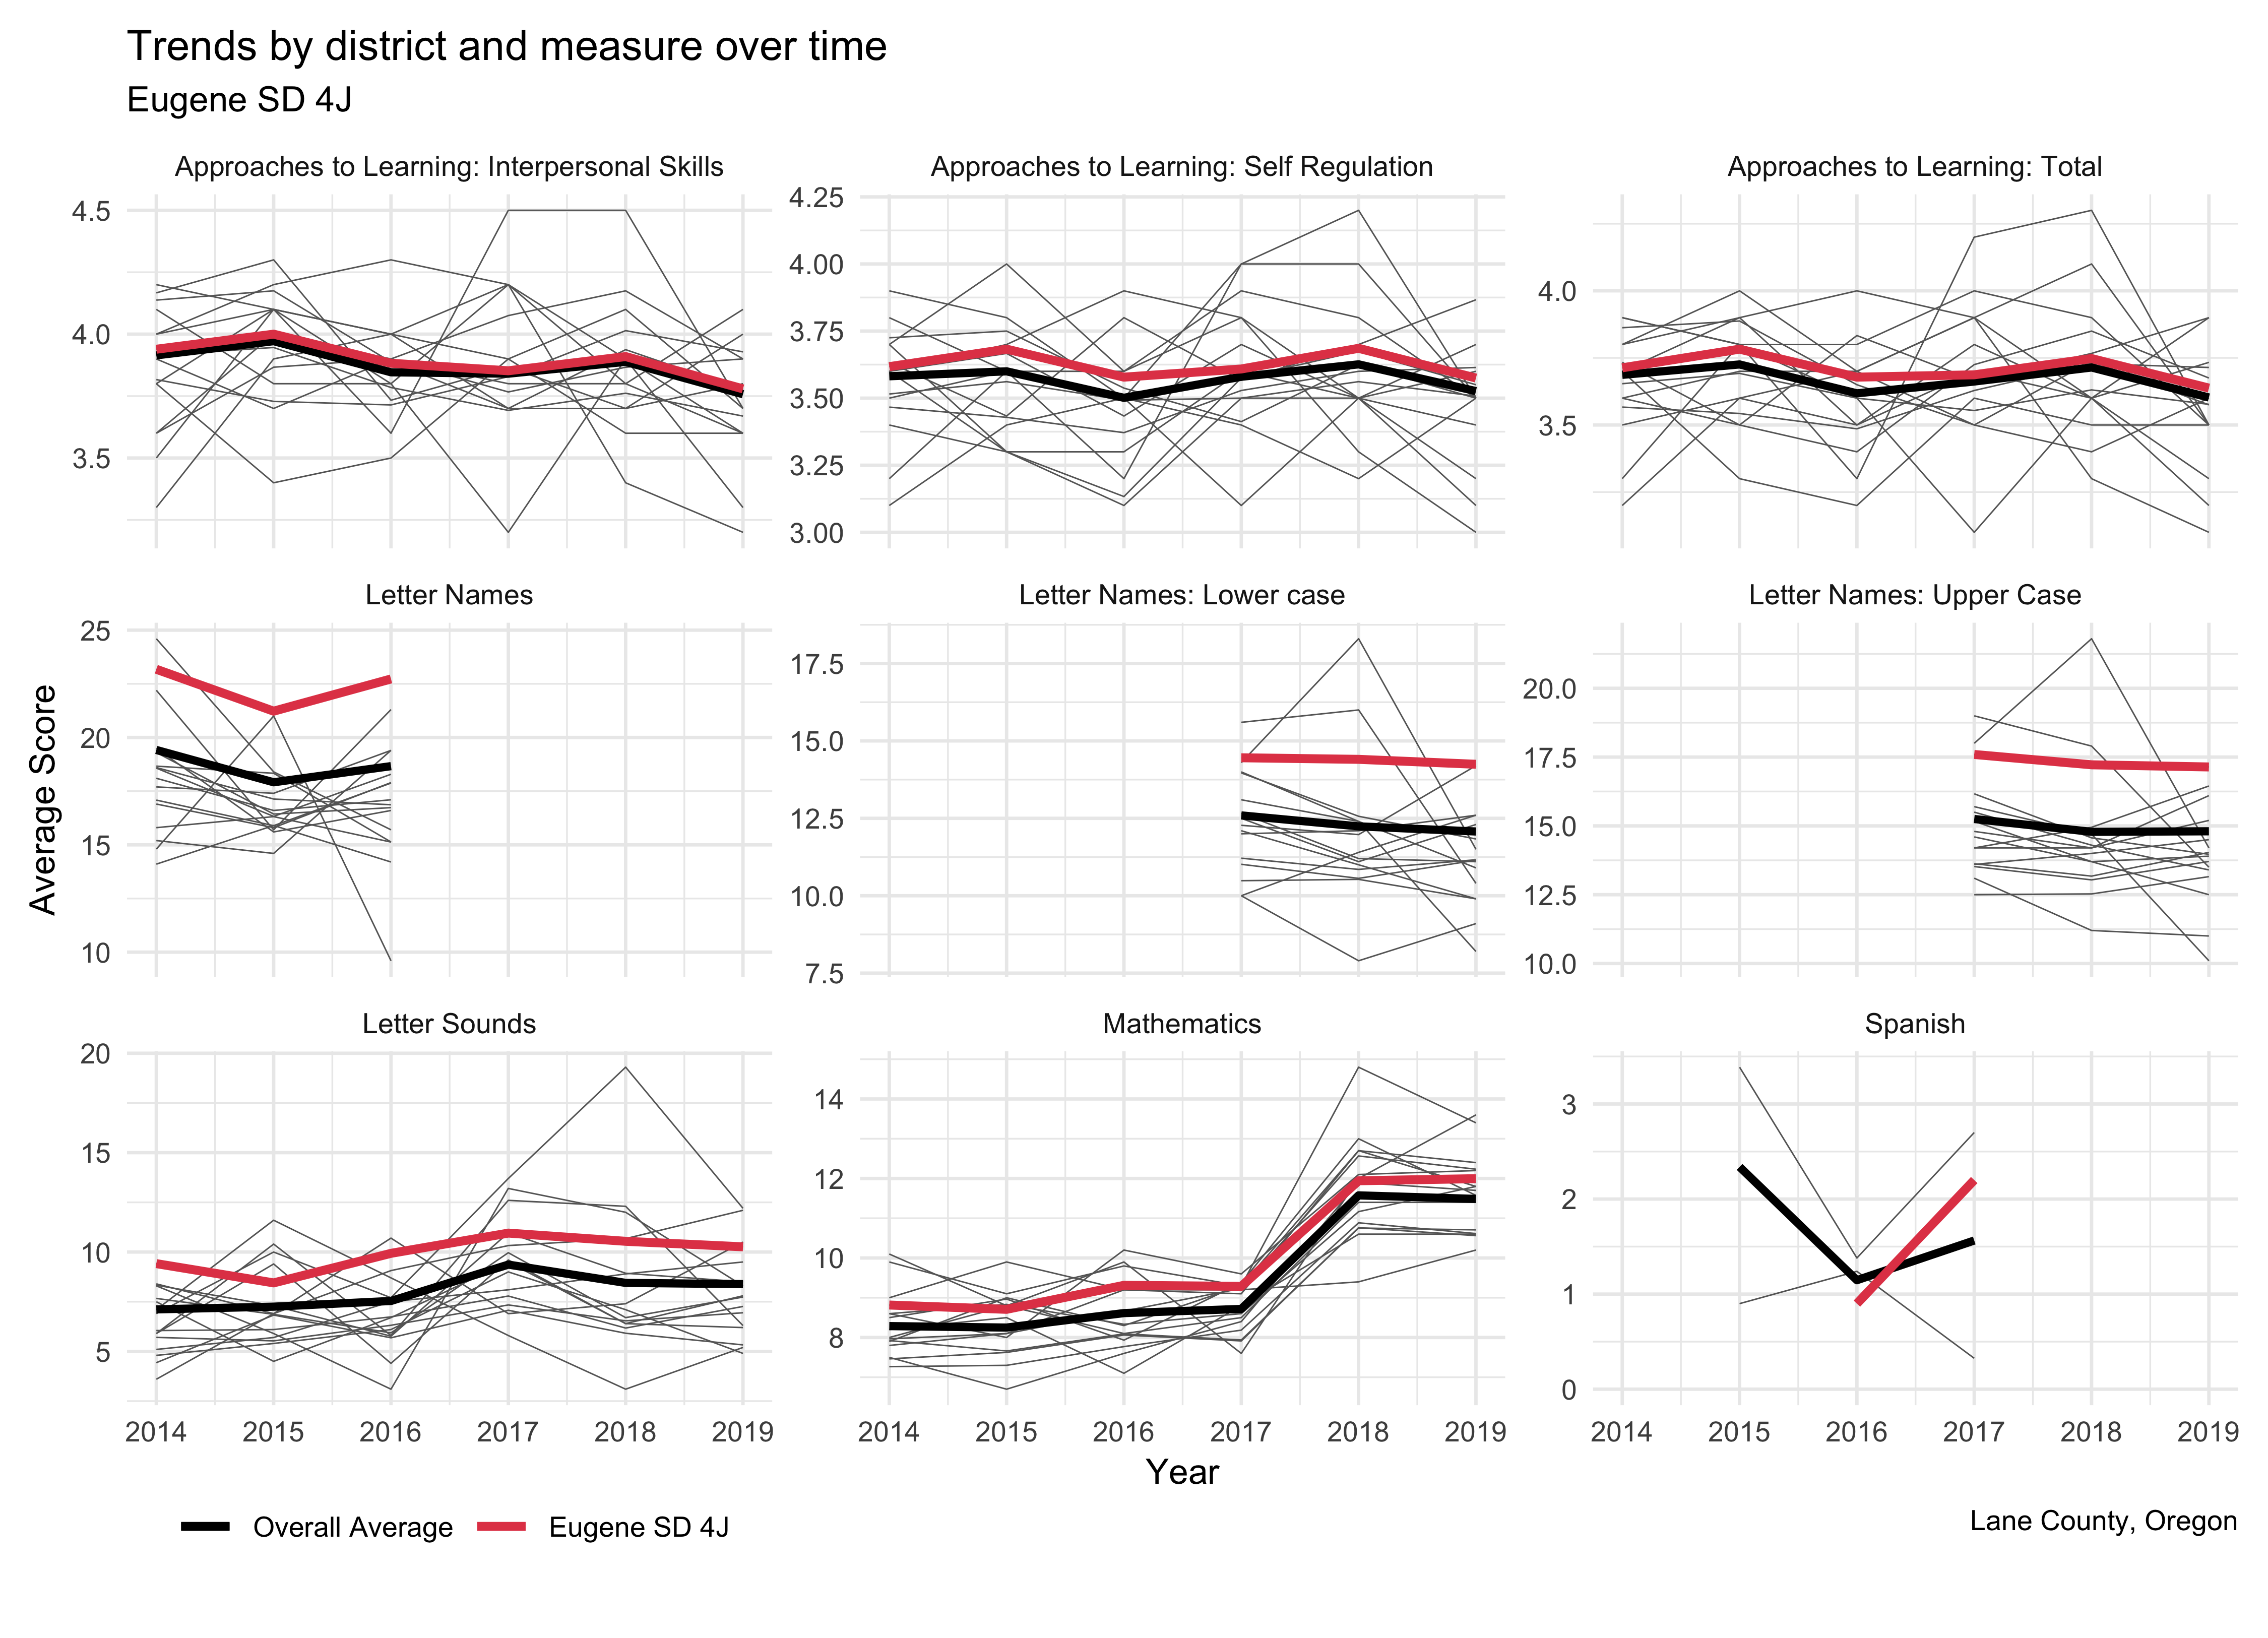 Trends by district and measure over time
Eugene SD 4J
Approaches to Learning: Interpersonal Skills
Approaches to Learning: Self Regulation
Approaches to Learning: Total
4.5
4.0
3.5
4.25
4.00
3.75
3.50
3.25
3.00
4.0
3.5
Letter Names
Letter Names: Lower case
Letter Names: Upper Case
25
20
15
10
17.5
15.0
12.5
10.0
7.5
20.0
17.5
15.0
12.5
10.0
Average Score
Letter Sounds
Mathematics
Spanish
20
15
10
5
14
12
10
8
3
2
1
0
2014 2015 2016 2017 2018 2019
2014 2015 2016 2017 2018 2019
2014 2015 2016 2017 2018 2019
Year
Overall Average
Eugene SD 4J
Lane County, Oregon